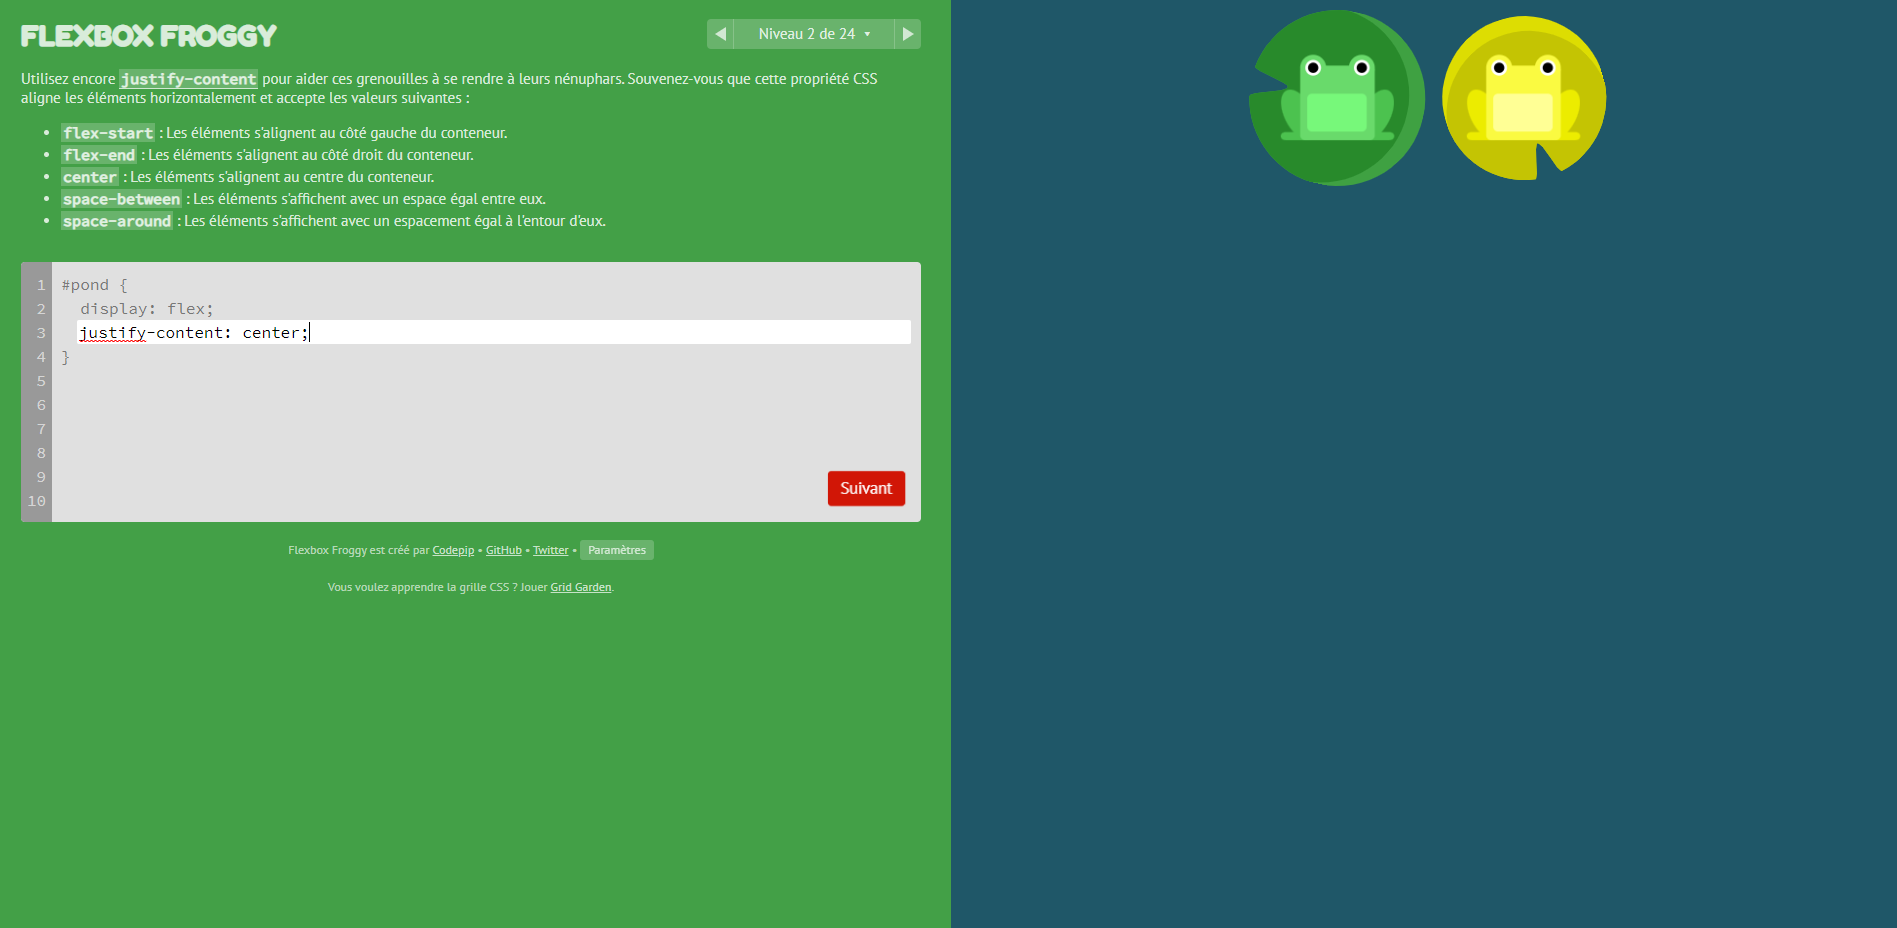 FLEXBOX FROGGY
Niveau 2 de 24
Utilisez encore justify-content pour aider ces grenouilles à se rendre à leurs nénuphars. Souvenez-vous que cette propriété CSS
aligne les éléments horizontalement et accepte les valeurs suivantes :
flex-start : Les éléments s'alignent au côté gauche du conteneur.
flex-end : Les éléments s'alignent au côté droit du conteneur.
center : Les éléments s'alignent au centre du conteneur.
space-between : Les éléments s'affichent avec un espace égal entre eux.
space-around : Les éléments s'affichent avec un espacement égal à l'entour d'eux.
1 #pond {
2 display: flex;
3 justify-content: center;
4 }
5
6
7
8
9
10
Suivant
Flexbox Froggy est créé par Codepip • GitHub • Twitter • Paramètres
Vous voulez apprendre la grille CSS ? Jouer Grid Garden.